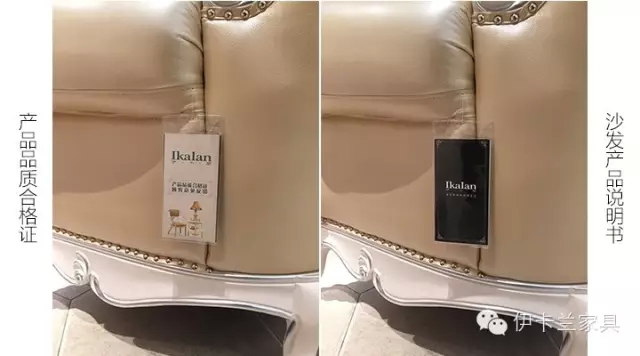 产品品质合格证
Ikalan
Ikalan
沙发产品说明书
伊卡兰家具